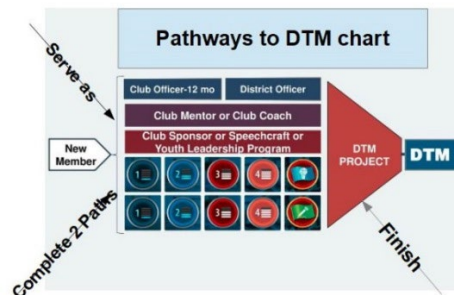 Pathways to DTM chart
Serve as
Club Officer-12 mo
District Officer
Club Mentor or Club Coach
Club Sponsor or Speechcraft or
Youth Leadership Program
New
Member
DTM
PROJECT
DTM
1
2
3
4
1
2
3
4
Complete 2 Paths
Finish